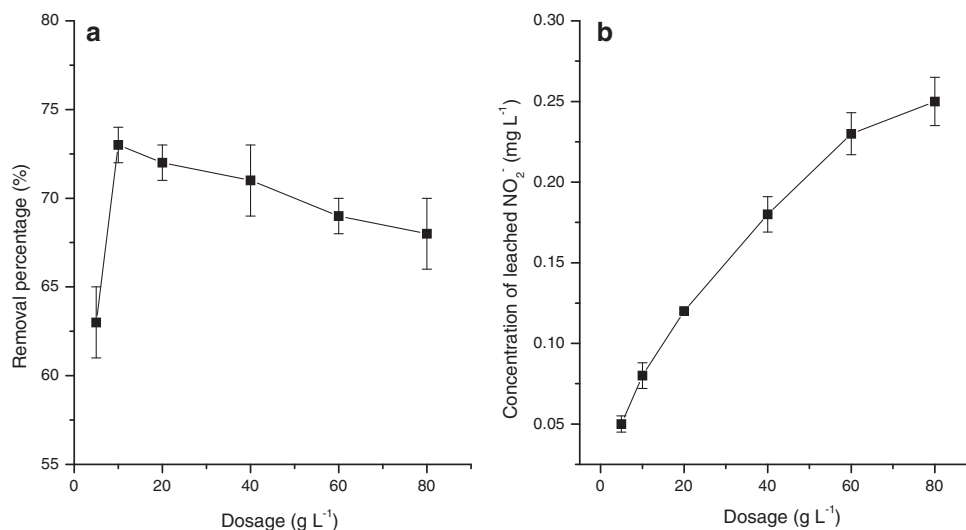 a
80
75
70
65
60
55
Removal percentage (%)
0 20 40 60 80
Dosage (g L⁻¹)
b
0.30
0.25
0.20
0.15
0.10
0.05
Concentration of leached NO₂⁻ (mg L⁻¹)
0 20 40 60 80
Dosage (g L⁻¹)